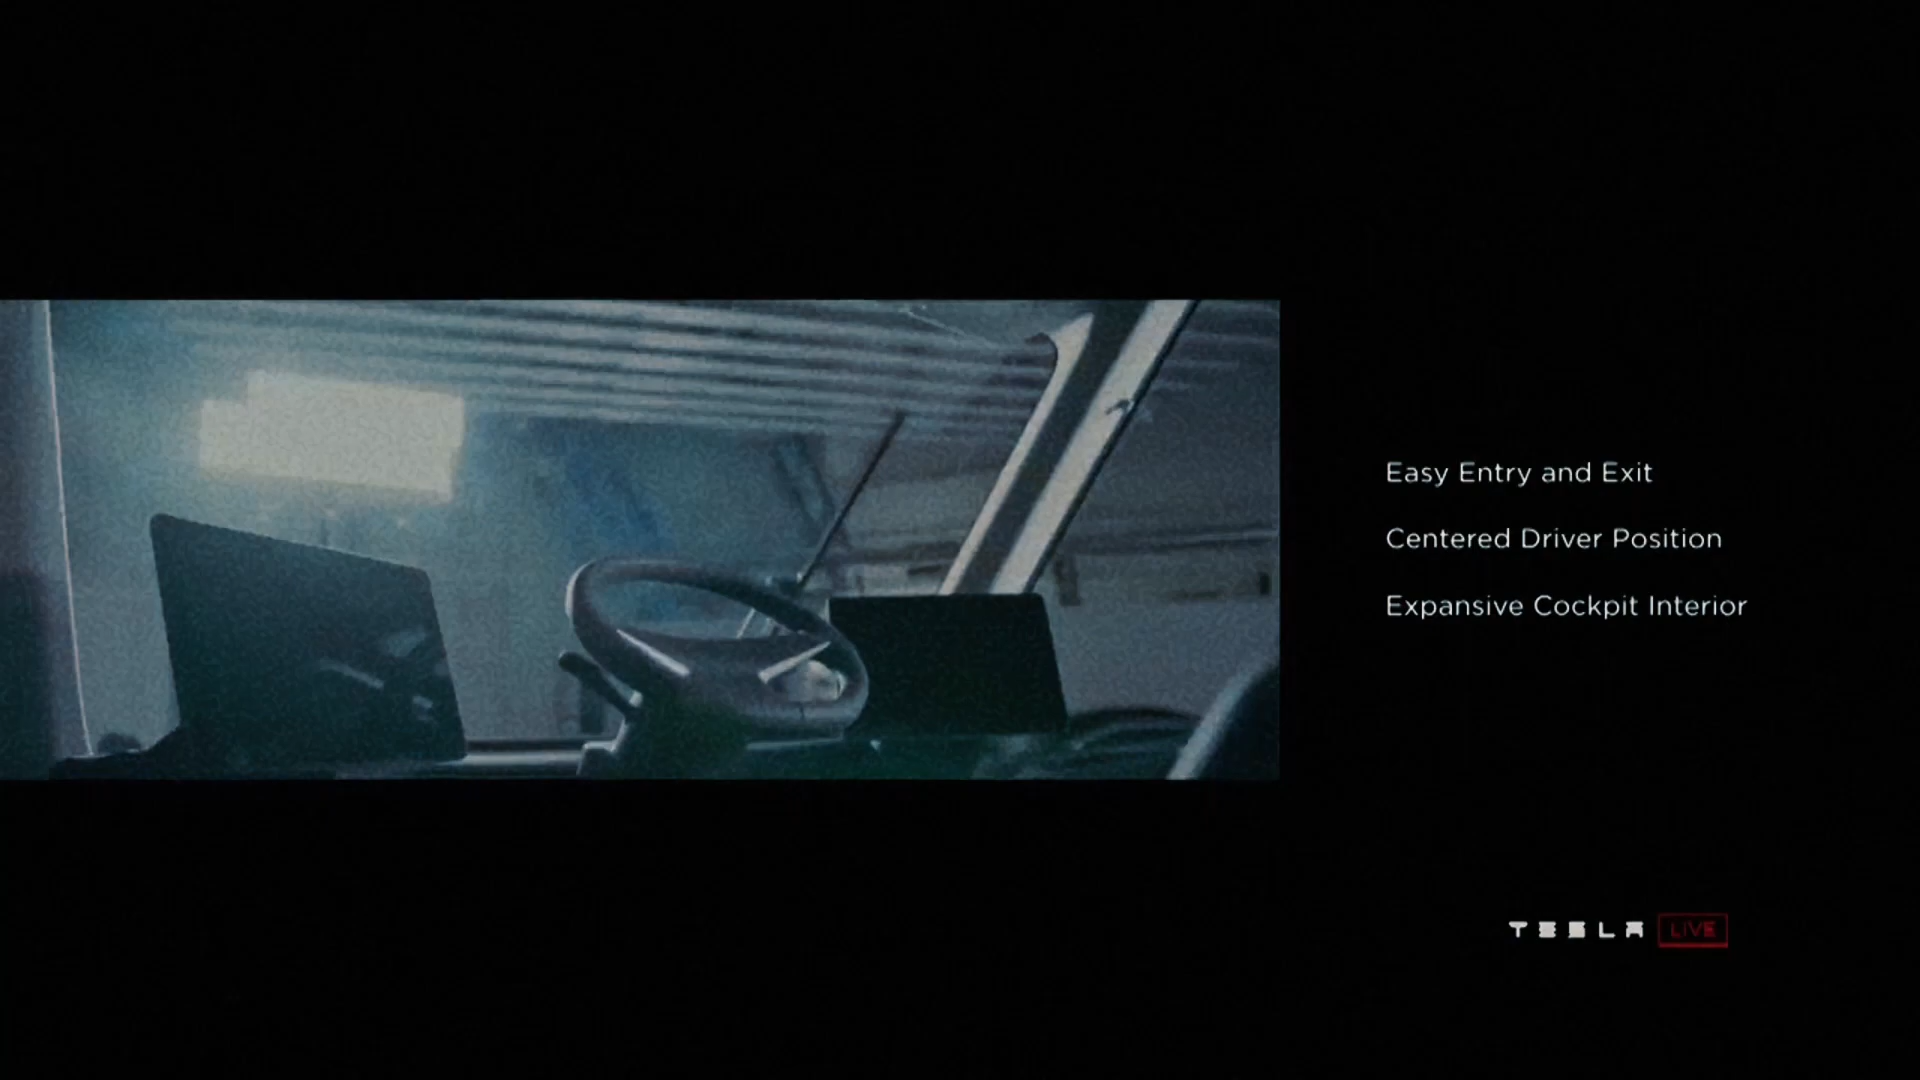 Easy Entry and Exit
Centered Driver Position
Expansive Cockpit Interior
TESLA LIVE